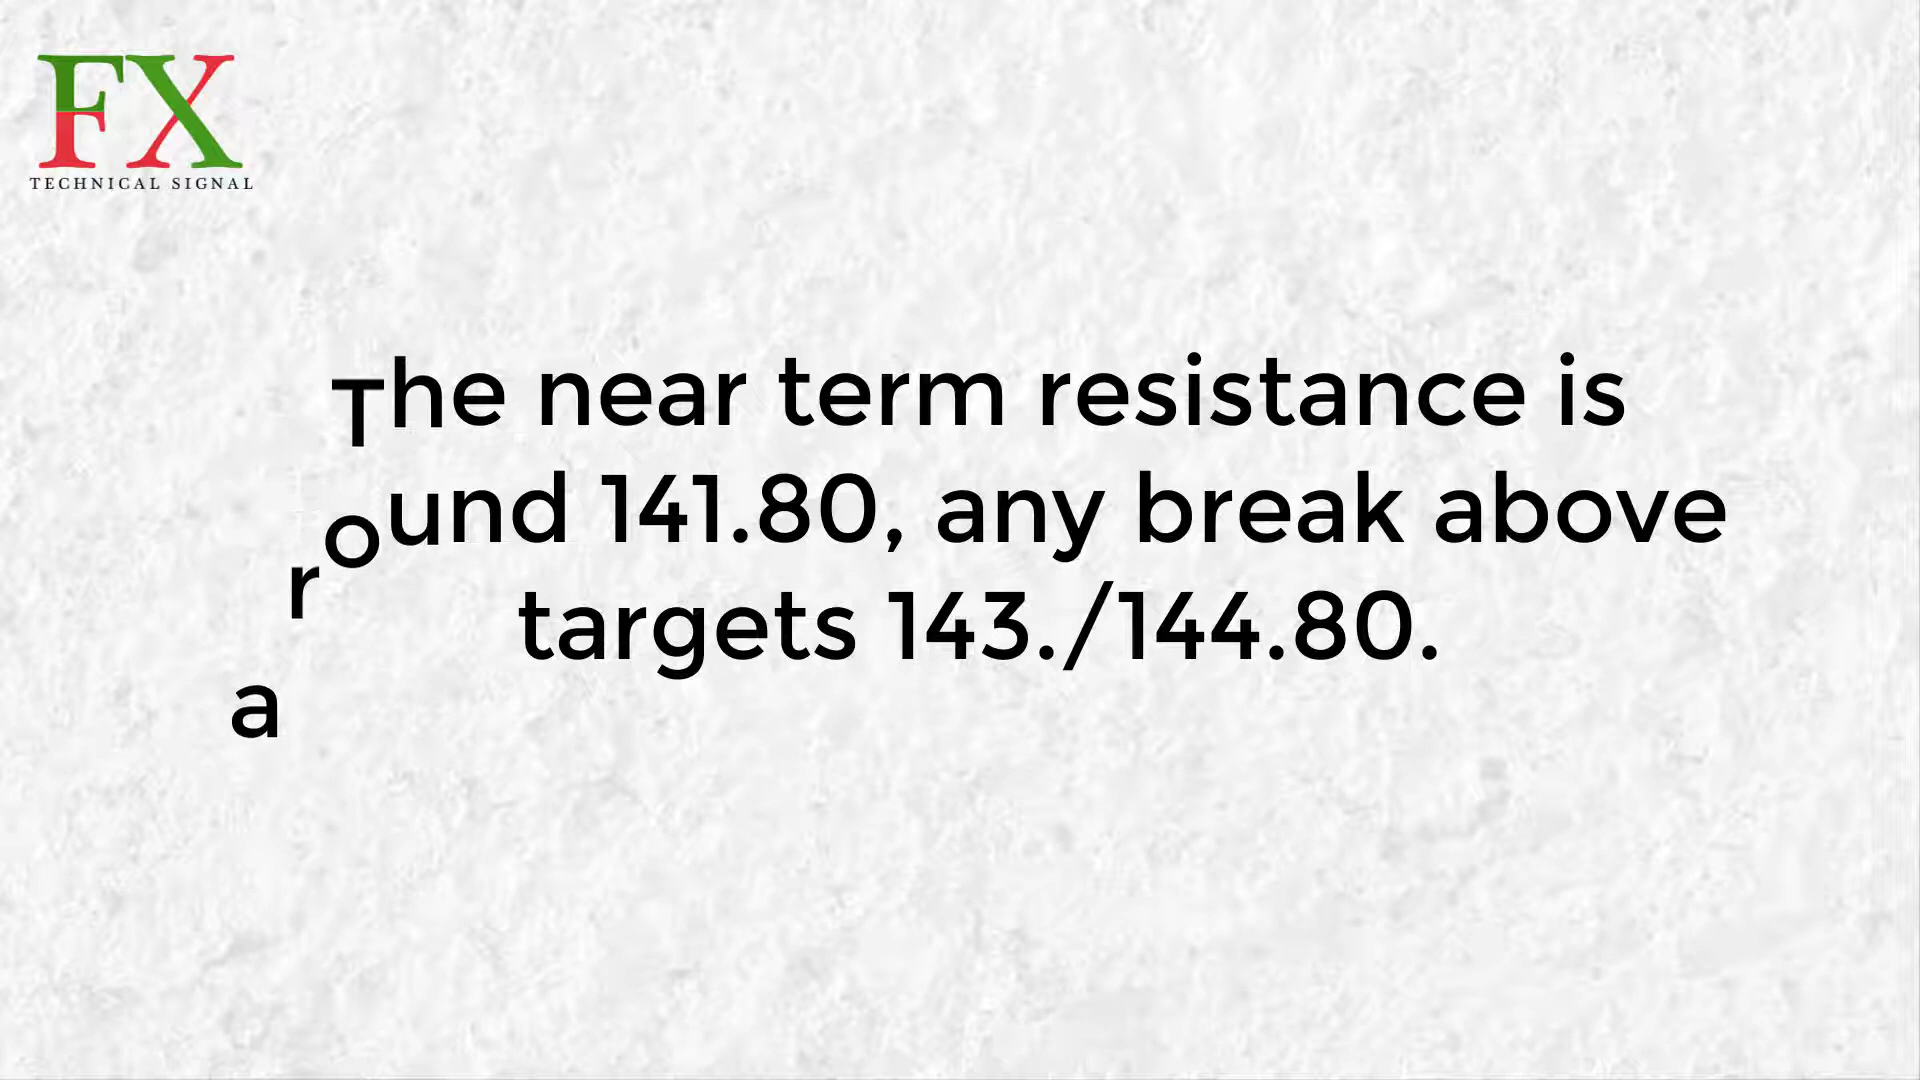 FX
TECHNICAL SIGNAL
The near term resistance is
around 141.80, any break above
targets 143./144.80.